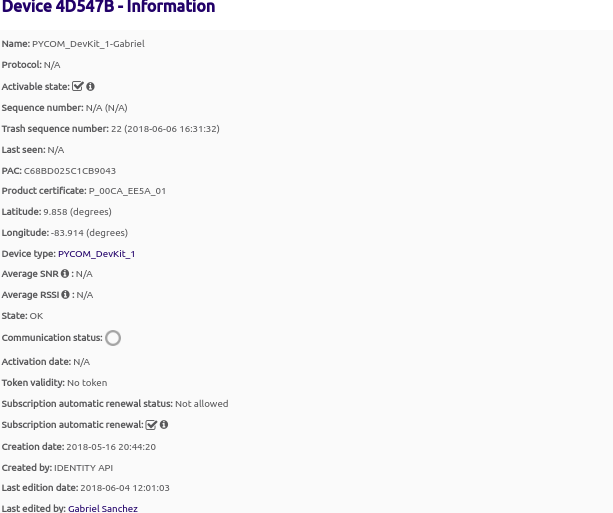 Device 4D547B - Information
Name: PYCOM_DevKit_1-Gabriel
Protocol: N/A
Activable state:
Sequence number: N/A (N/A)
Trash sequence number: 22 (2018-06-06 16:31:32)
Last seen: N/A
PAC: C68BD025C1CB9043
Product certificate: P_00CA_EE5A_01
Latitude: 9.858 (degrees)
Longitude: -83.914 (degrees)
Device type: PYCOM_DevKit_1
Average SNR : N/A
Average RSSI : N/A
State: OK
Communication status:
Activation date: N/A
Token validity: No token
Subscription automatic renewal status: Not allowed
Subscription automatic renewal:
Creation date: 2018-05-16 20:44:20
Created by: IDENTITY API
Last edition date: 2018-06-04 12:01:03
Last edited by: Gabriel Sanchez